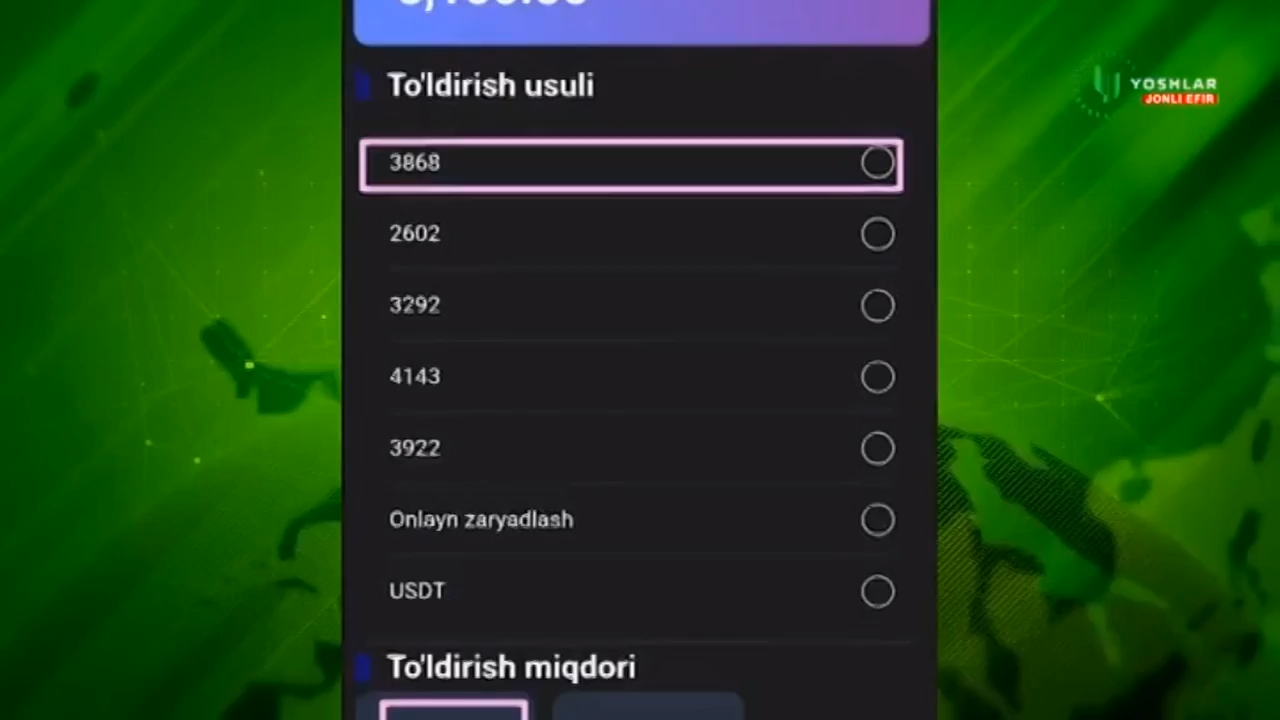 To'ldirish usuli
YOSHLAR
JONLI EFIR
3868
2602
3292
4143
3922
Onlayn zaryadlash
USDT
To'ldirish miqdori